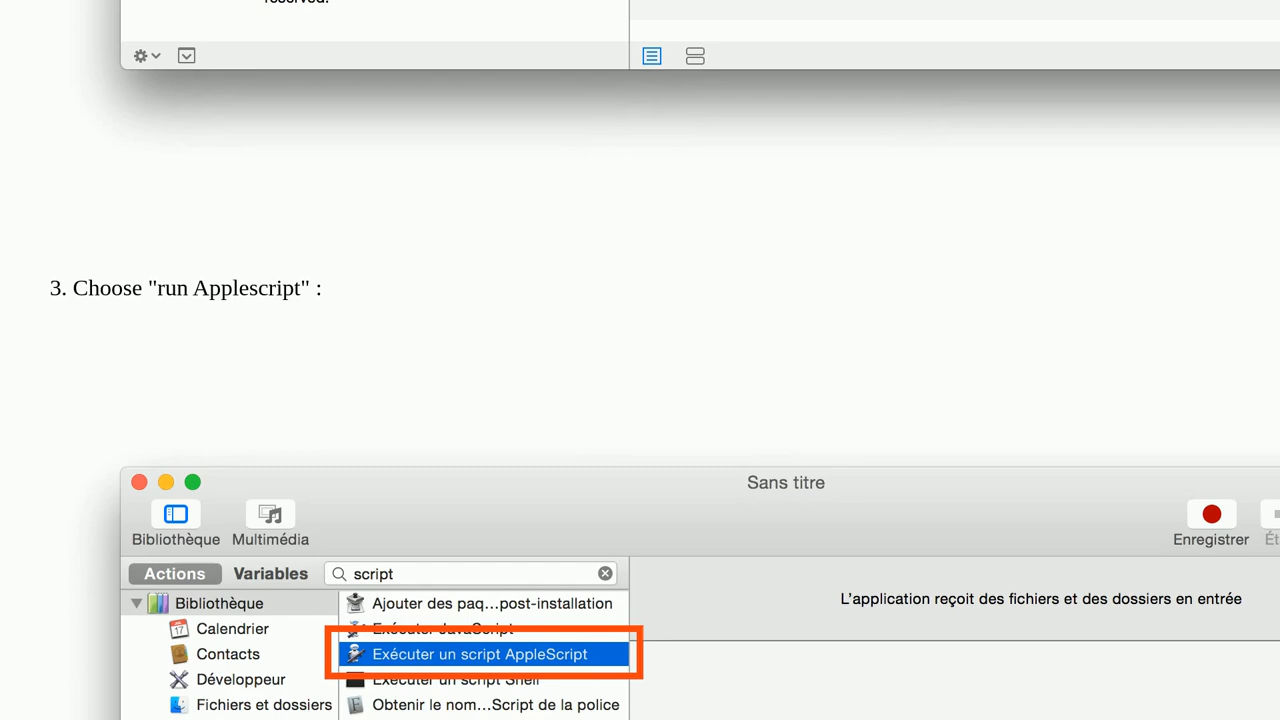 reserved.
3. Choose "run Applescript" :
Sans titre
Bibliothèque Multimédia Enregistrer
Actions Variables script
Bibliothèque Ajouter des paq...post-installation L'application reçoit des fichiers et des dossiers en entrée
17 Calendrier Exécuter JavaScript
Contacts Exécuter un script AppleScript
Développeur Exécuter un script Shell
Fichiers et dossiers Obtenir le nom...Script de la police